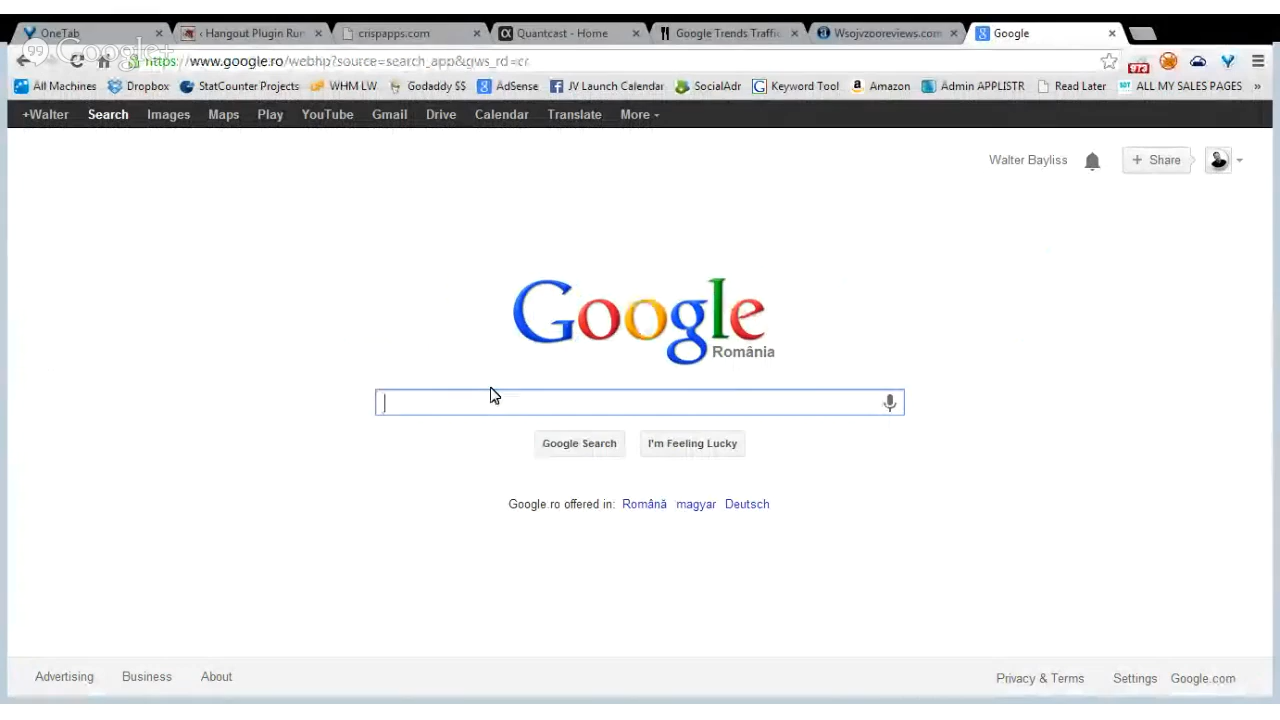 OneTab
‹ Hangout Plugin Run
crispapps.com
Quantcast - Home
Google Trends Traffic
Wsojvzooreviews.com
Google
99 Google+
https://www.google.ro/webhp?source=search_app&gws_rd=cr
All Machines
Dropbox
StatCounter Projects
WHM LW
Godaddy $$
AdSense
JV Launch Calendar
SocialAdr
Keyword Tool
Amazon
Admin APPLISTR
Read Later
ALL MY SALES PAGES
»
+Walter
Search
Images
Maps
Play
YouTube
Gmail
Drive
Calendar
Translate
More
Walter Bayliss
+ Share
Google
România
Google Search
I'm Feeling Lucky
Google.ro offered in: Română magyar Deutsch
Advertising
Business
About
Privacy & Terms
Settings
Google.com